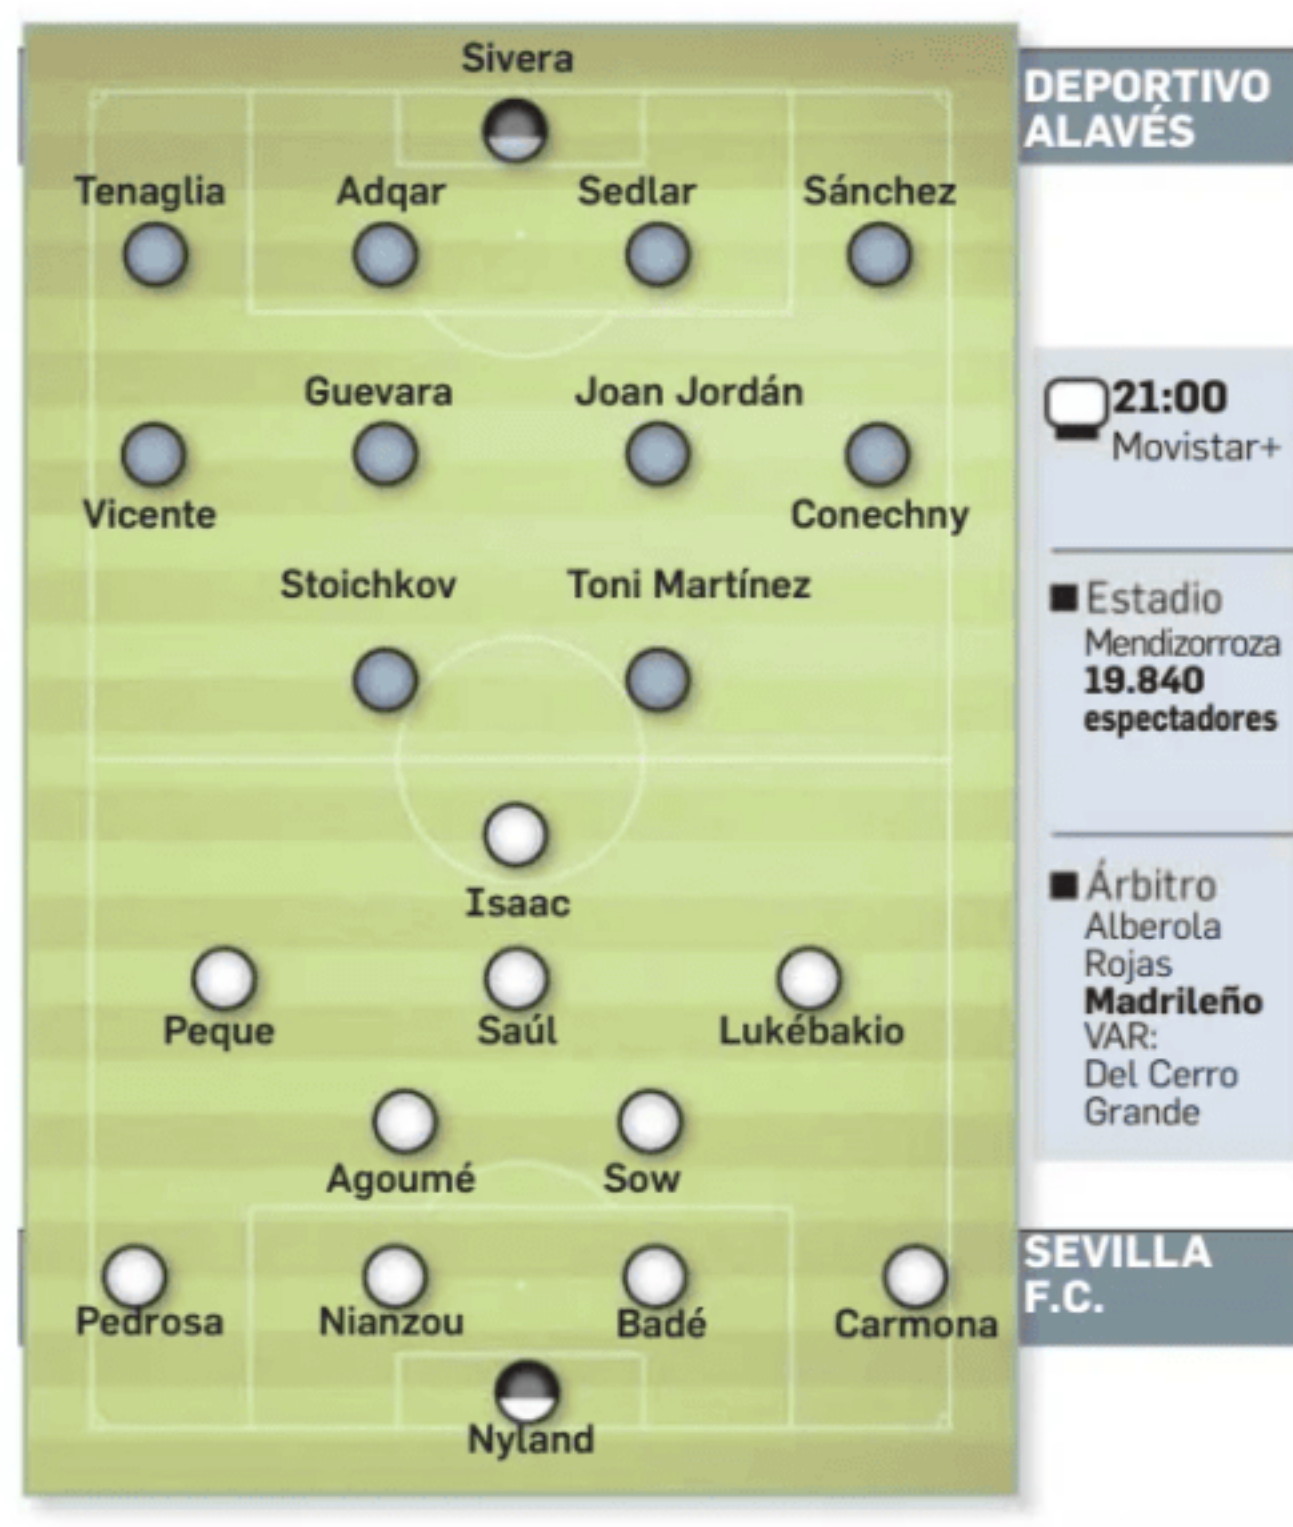 Sivera
DEPORTIVO
ALAVÉS
Tenaglia Adqar Sedlar Sánchez
Guevara Joan Jordán
Vicente Conechny
Stoichkov Toni Martínez
21:00
Movistar+
Estadio
Mendizorroza
19.840
espectadores
Isaac
Peque Saúl Lukébakio
Agoumé Sow
Árbitro
Alberola
Rojas
Madrileño
VAR:
Del Cerro
Grande
Pedrosa Nianzou Badé Carmona
Nyland
SEVILLA
F.C.